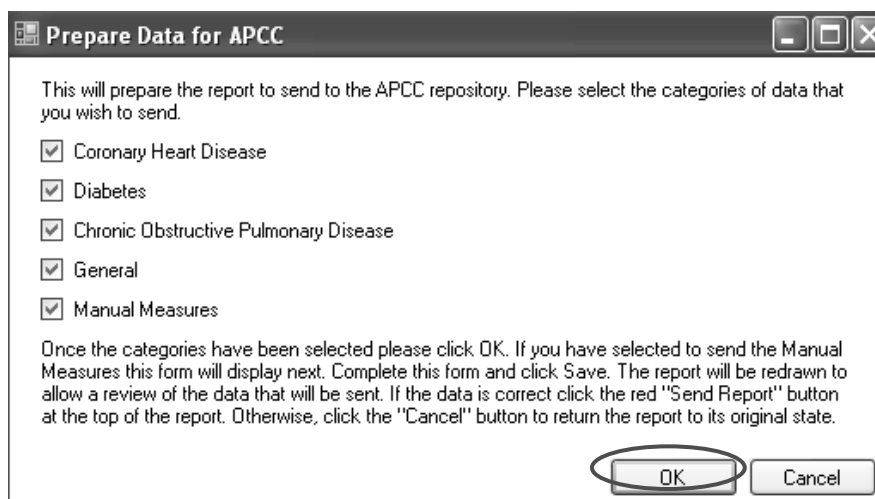 Prepare Data for APCC
This will prepare the report to send to the APCC repository. Please select the categories of data that
you wish to send.
Coronary Heart Disease
Diabetes
Chronic Obstructive Pulmonary Disease
General
Manual Measures
Once the categories have been selected please click OK. If you have selected to send the Manual
Measures this form will display next. Complete this form and click Save. The report will be redrawn to
allow a review of the data that will be sent. If the data is correct click the red "Send Report" button
at the top of the report. Otherwise, click the "Cancel" button to return the report to its original state.
OK Cancel